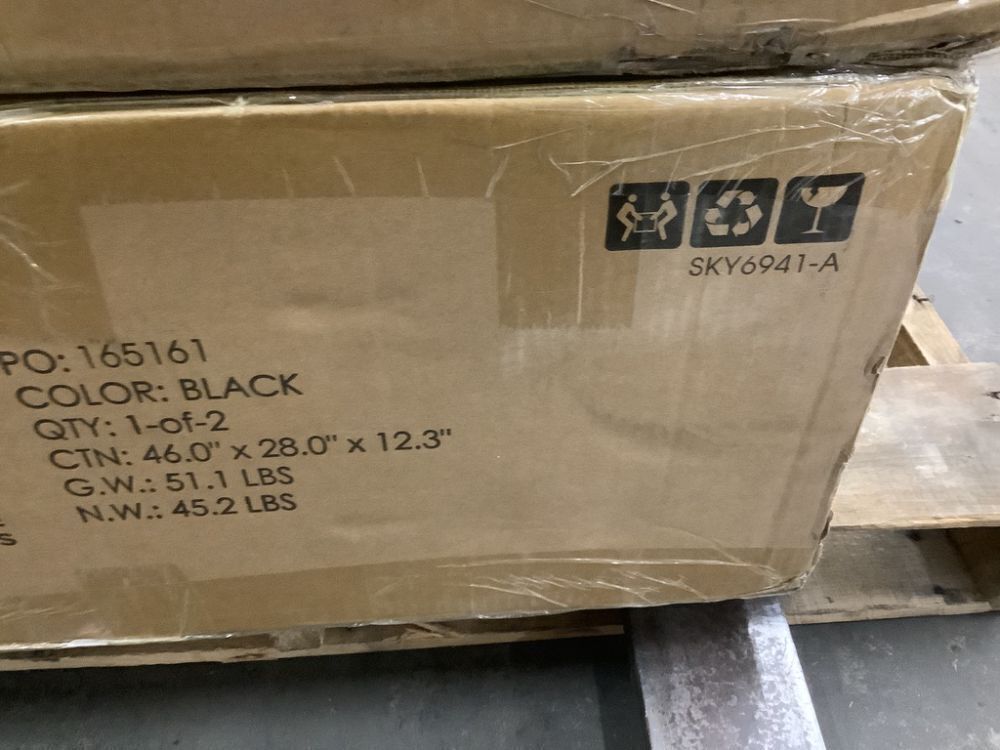 SKY6941-A
PO: 165161
COLOR: BLACK
QTY: 1-of-2
CTN: 46.0" x 28.0" x 12.3"
G.W.: 51.1 LBS
N.W.: 45.2 LBS